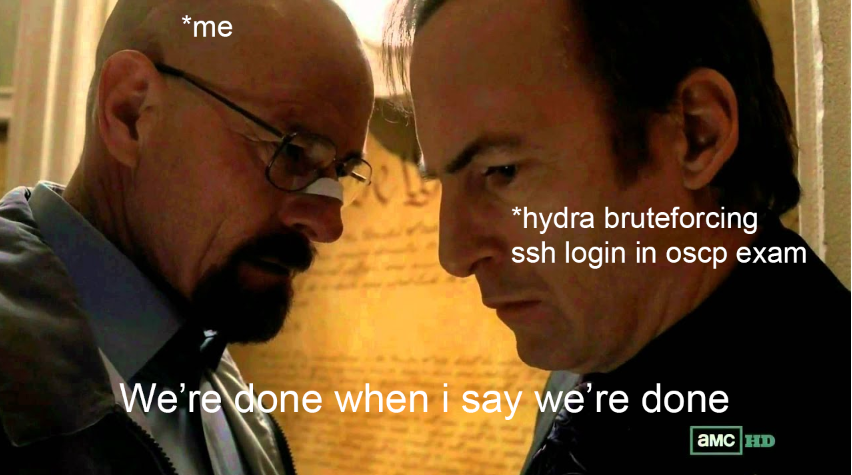 *me
*hydra bruteforcing
ssh login in oscp exam
We're done when i say we're done
amc HD